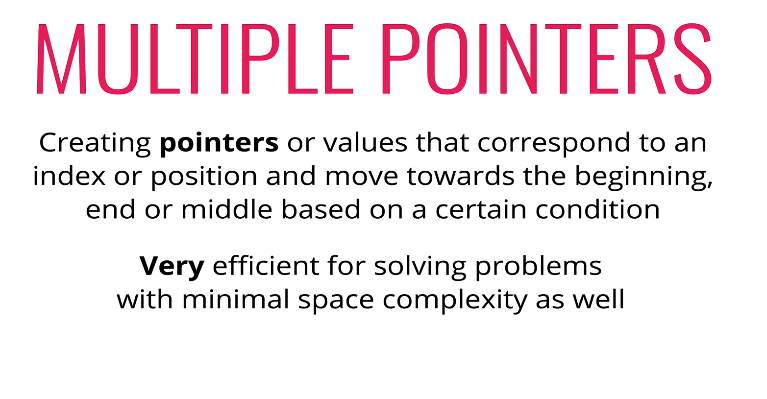 MULTIPLE POINTERS
Creating pointers or values that correspond to an
index or position and move towards the beginning,
end or middle based on a certain condition
Very efficient for solving problems
with minimal space complexity as well